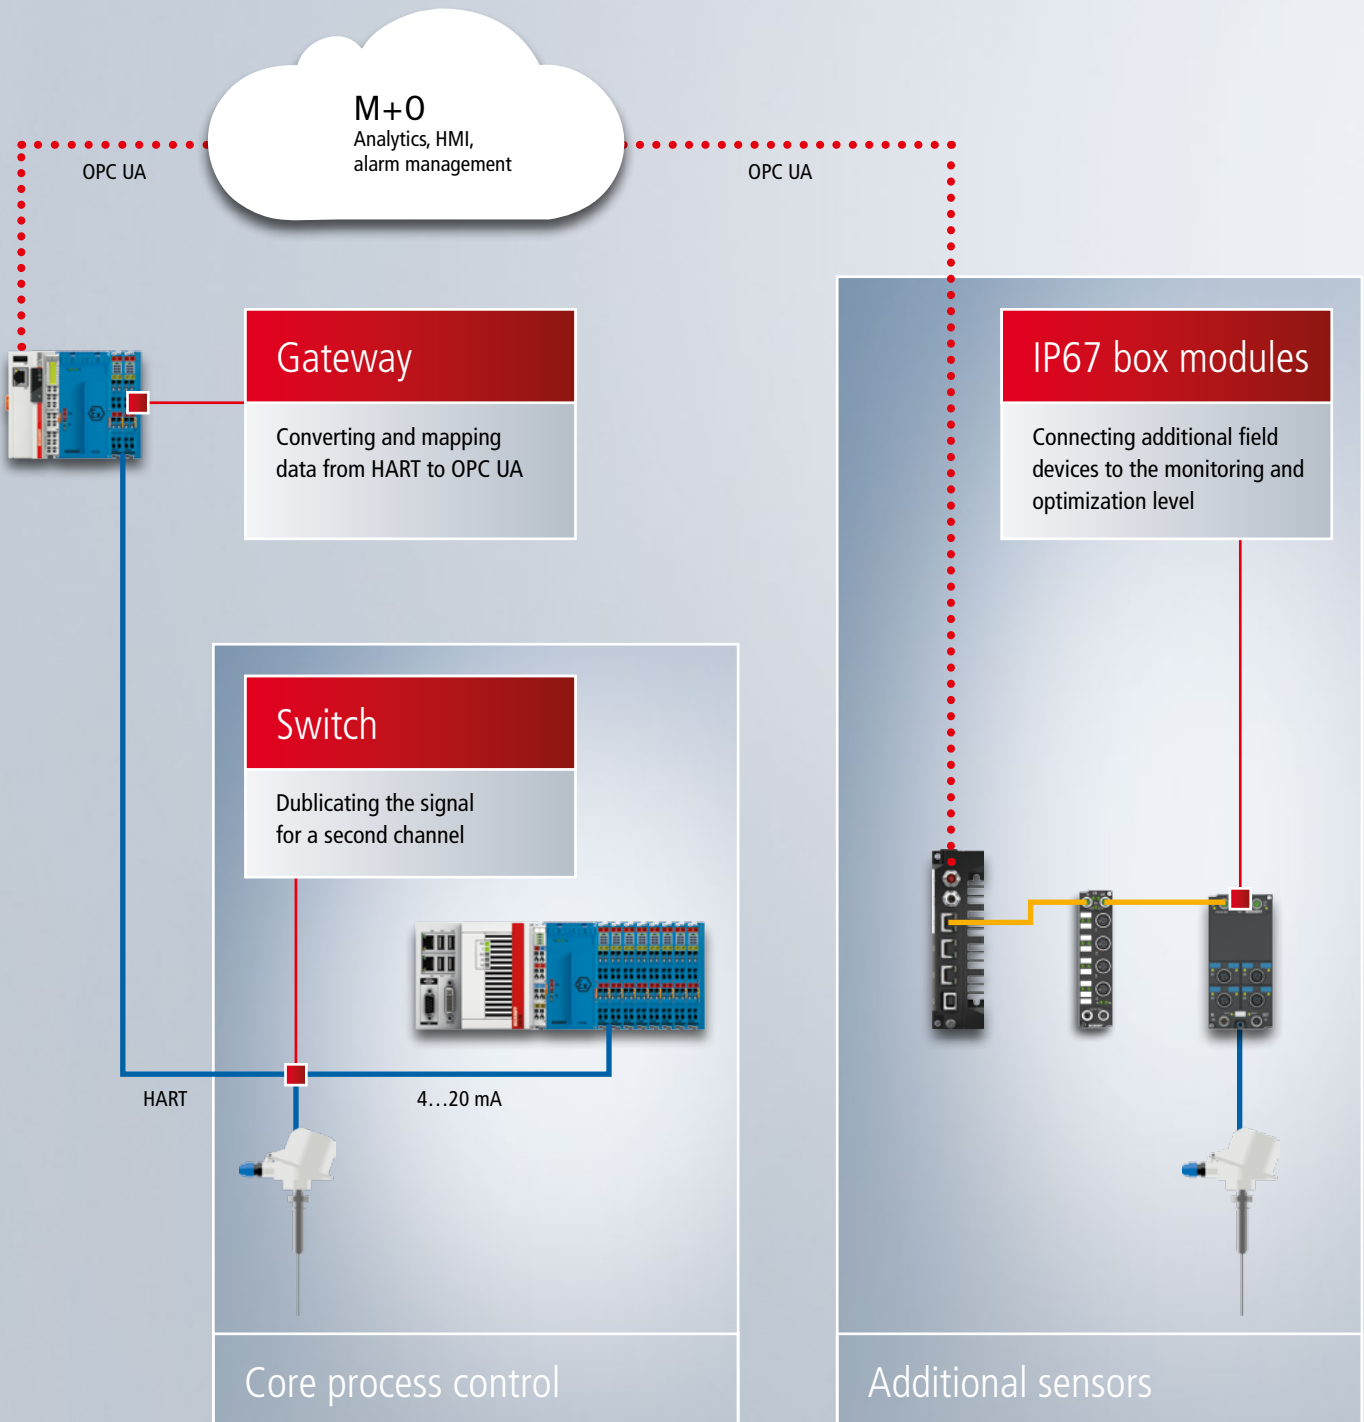 M+O
Analytics, HMI,
alarm management
OPC UA
OPC UA
Gateway
Converting and mapping
data from HART to OPC UA
IP67 box modules
Connecting additional field
devices to the monitoring and
optimization level
Switch
Dublicating the signal
for a second channel
HART
4…20 mA
Core process control
Additional sensors